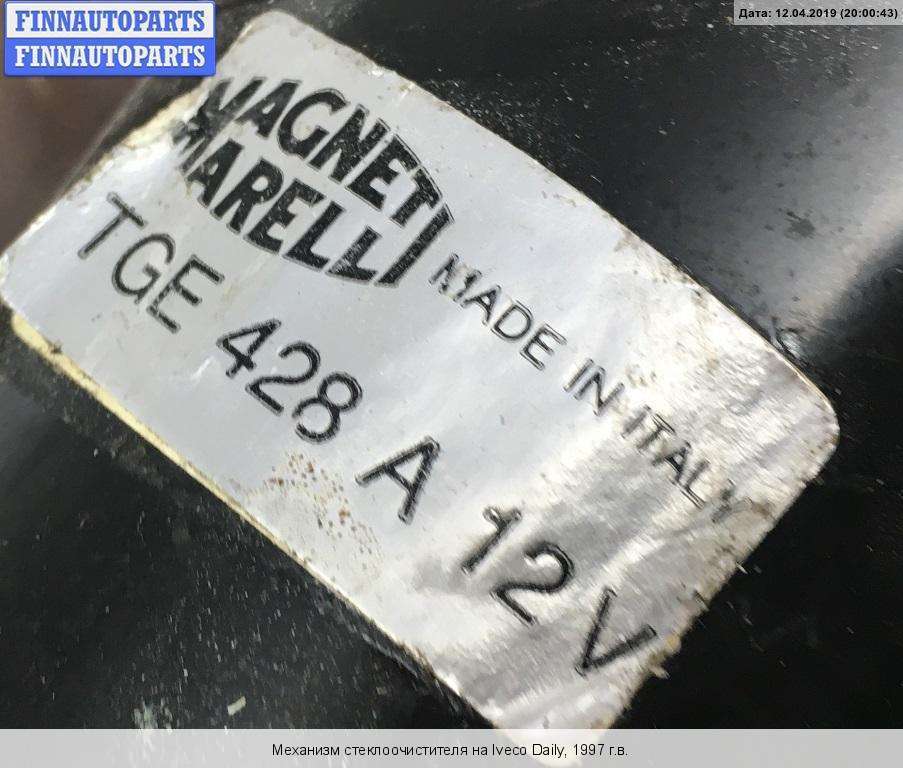 FINNAUTOPARTS
FINNAUTOPARTS
Дата: 12.04.2019 (20:00:43)
MAGNETI
MARELLI
MADE IN ITALY
TGE 428 A 12 V
Механизм стеклоочистителя на Iveco Daily, 1997 г.в.